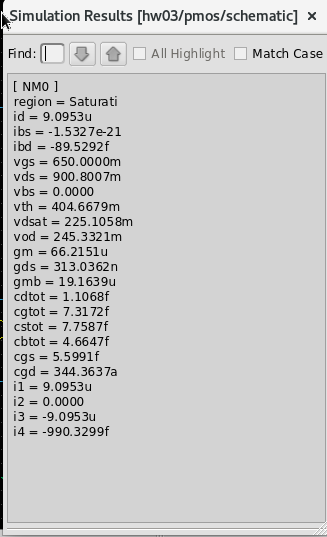 Simulation Results [hw03/pmos/schematic]
Find: All Highlight Match Case
[ NM0 ]
region = Saturati
id = 9.0953u
ibs = -1.5327e-21
ibd = -89.5292f
vgs = 650.0000m
vds = 900.8007m
vbs = 0.0000
vth = 404.6679m
vdsat = 225.1058m
vod = 245.3321m
gm = 66.2151u
gds = 313.0362n
gmb = 19.1639u
cdtot = 1.1068f
cgtot = 7.3172f
cstot = 7.7587f
cbtot = 4.6647f
cgs = 5.5991f
cgd = 344.3637a
i1 = 9.0953u
i2 = 0.0000
i3 = -9.0953u
i4 = -990.3299f